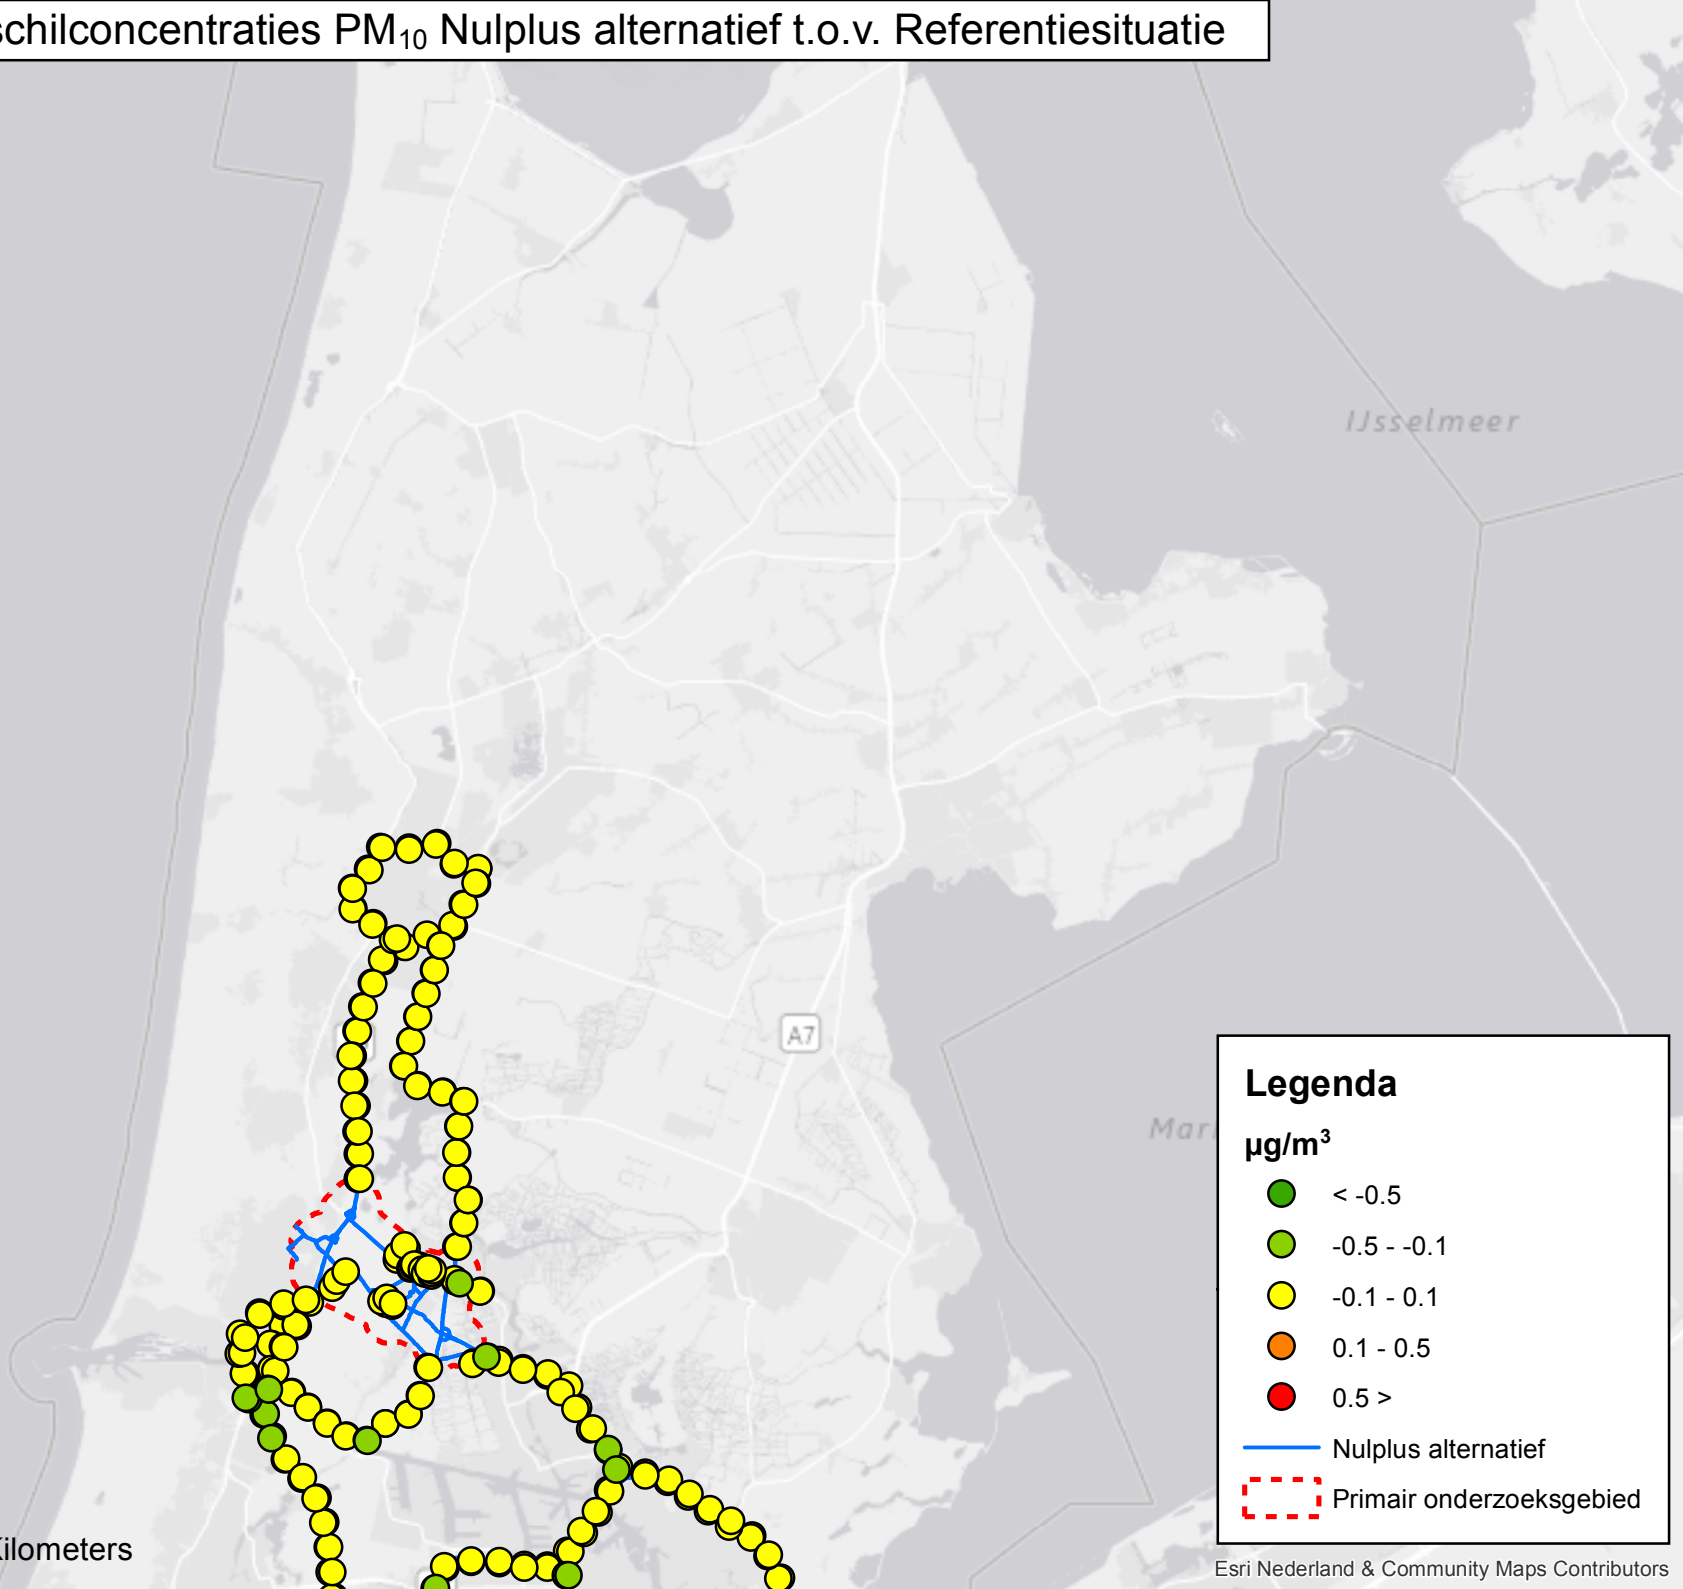 schilconcentraties PM₁₀ Nulplus alternatief t.o.v. Referentiesituatie
IJsselmeer
A7
Legenda
µg/m³
< -0.5
-0.5 - -0.1
-0.1 - 0.1
0.1 - 0.5
0.5 >
Nulplus alternatief
Primair onderzoeksgebied
Kilometers
Esri Nederland & Community Maps Contributors